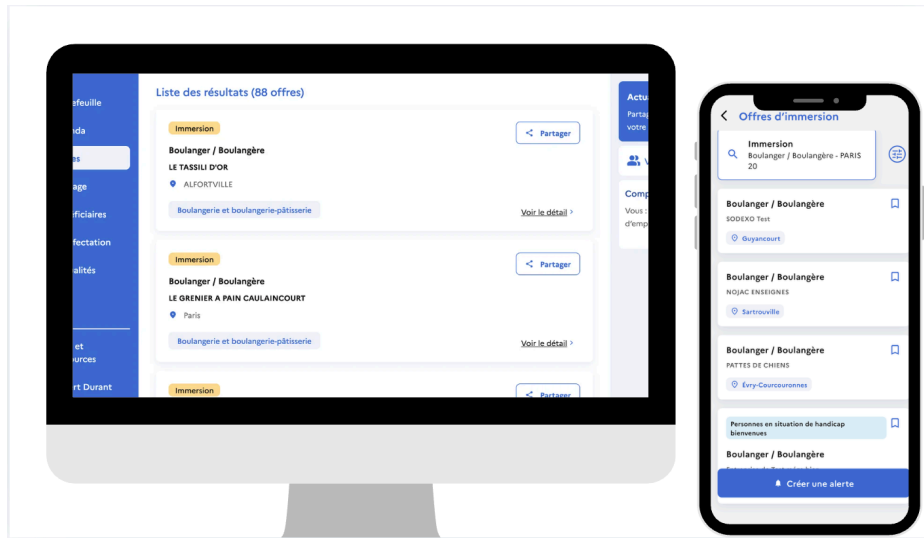 efeuille
nda
es
age
éficiaires
fectation
alités
et
ources
rt Durant
Liste des résultats (88 offres)
Immersion
Partager
Boulanger / Boulangère
LE TASSILI D'OR
ALFORTVILLE
Boulangerie et boulangerie-pâtisserie
Voir le détail >
Immersion
Partager
Boulanger / Boulangère
LE GRENIER A PAIN CAULAINCOURT
Paris
Boulangerie et boulangerie-pâtisserie
Voir le détail >
Immersion
Partager
Actu
Partag
votre
V
Comp
Vous :
d'emp
Offres d'immersion
Immersion
Boulanger / Boulangère - PARIS
20
Boulanger / Boulangère
SODEXO Test
Guyancourt
Boulanger / Boulangère
NOJAC ENSEIGNES
Sartrouville
Boulanger / Boulangère
PATTES DE CHIENS
Évry-Courcouronnes
Personnes en situation de handicap
bienvenues
Boulanger / Boulangère
Créer une alerte